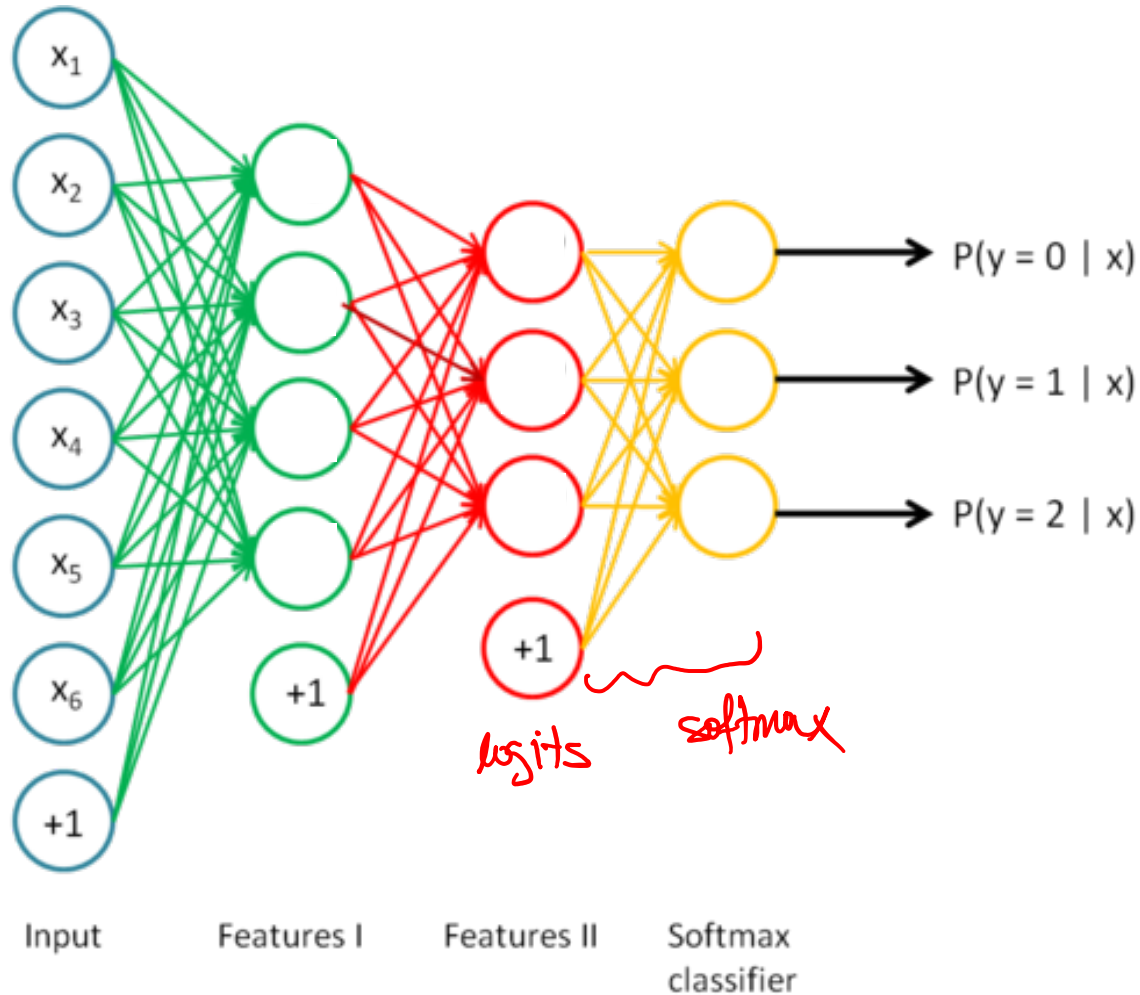 x₁
x₂
x₃
x₄
x₅
x₆
+1
+1
+1
P(y = 0 | x)
P(y = 1 | x)
P(y = 2 | x)
logits
softmax
Input
Features I
Features II
Softmax
classifier